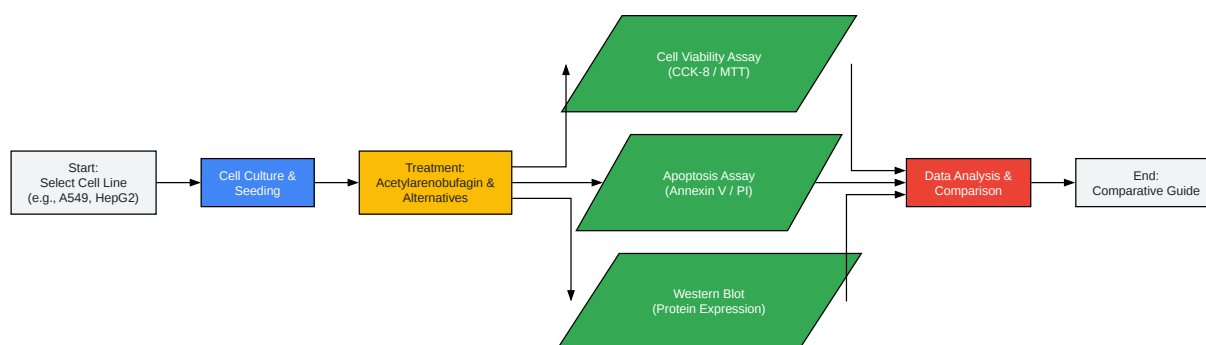 Start:
Select Cell Line
(e.g., A549, HepG2)
Cell Culture &
Seeding
Treatment:
Acetylarenobufagin &
Alternatives
Cell Viability Assay
(CCK-8 / MTT)
Apoptosis Assay
(Annexin V / PI)
Western Blot
(Protein Expression)
Data Analysis &
Comparison
End:
Comparative Guide